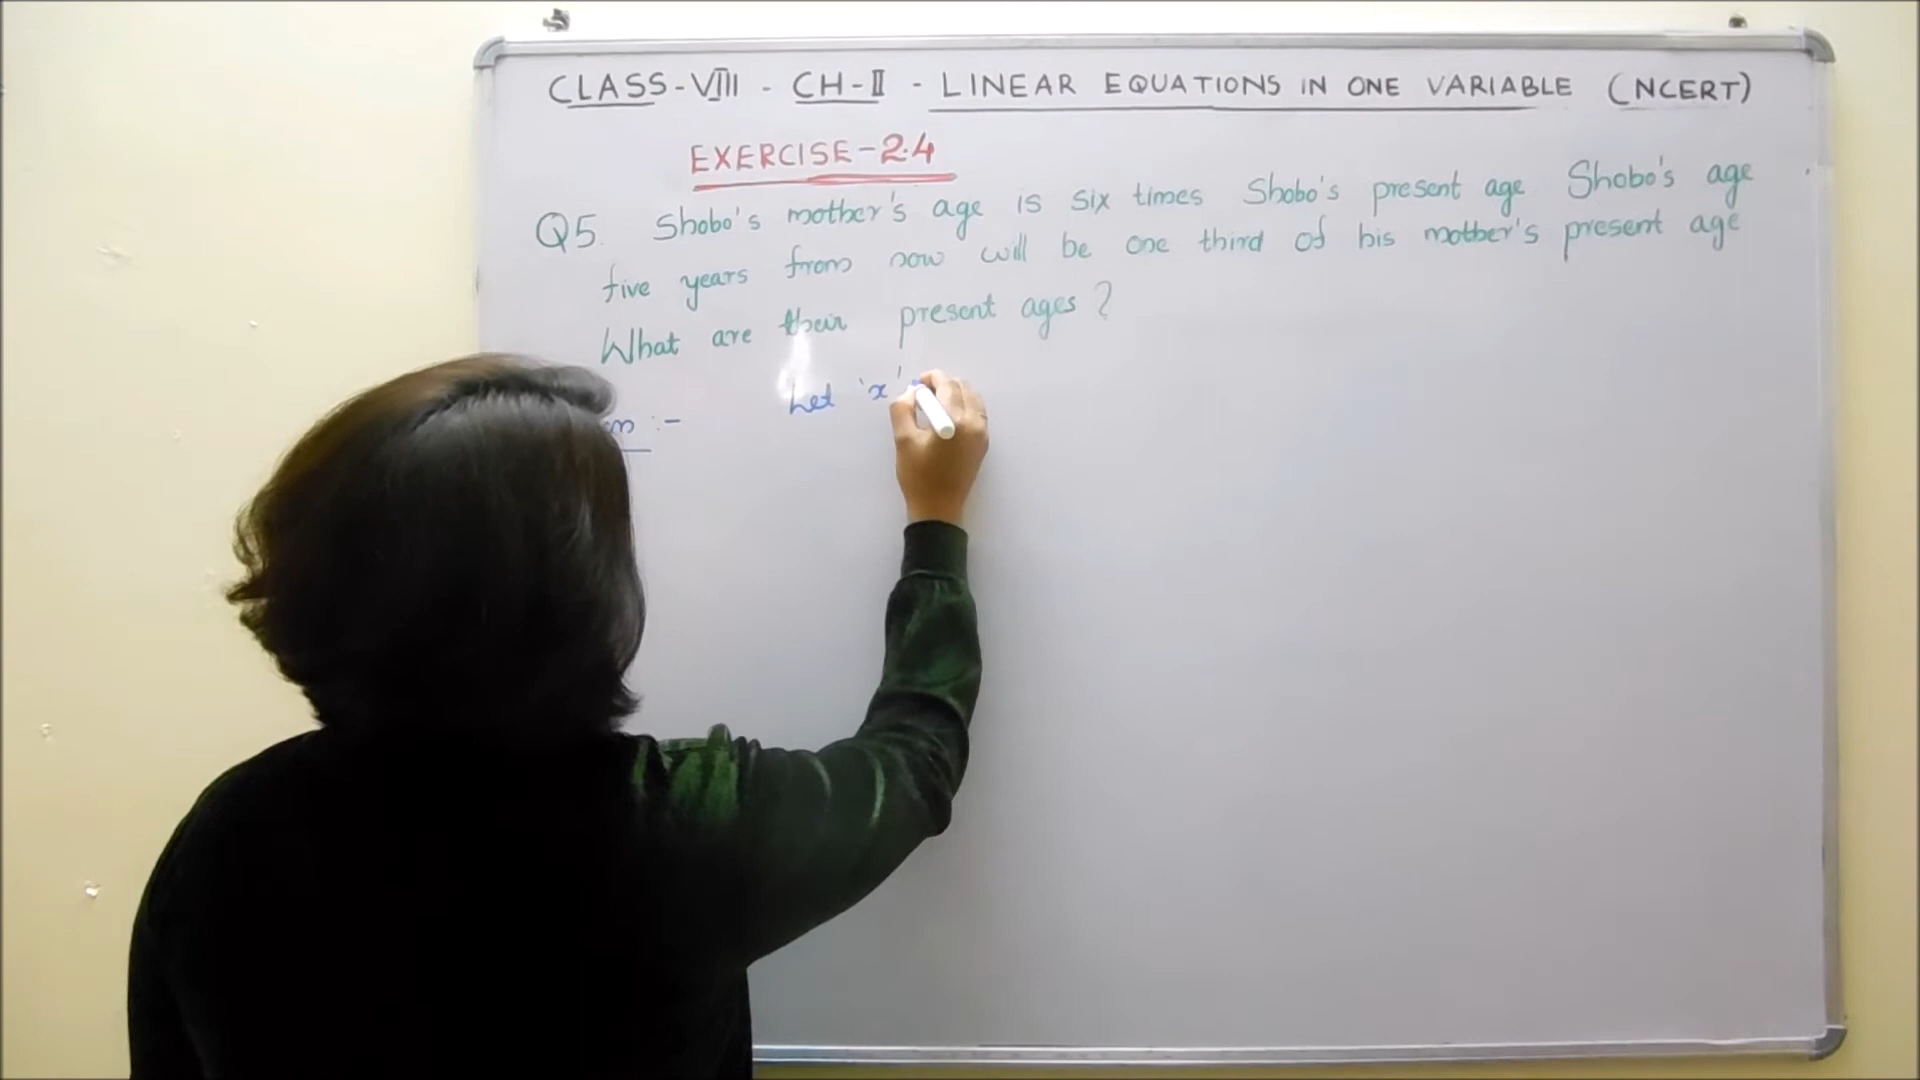 CLASS-VIII - CH-II - LINEAR EQUATIONS IN ONE VARIABLE (NCERT)
EXERCISE-2.4
Q5. Shobo's mother's age is six times Shobo's present age. Shobo's age
five years from now will be one third of his mother's present age
What are their present ages?
:- Let 'x'